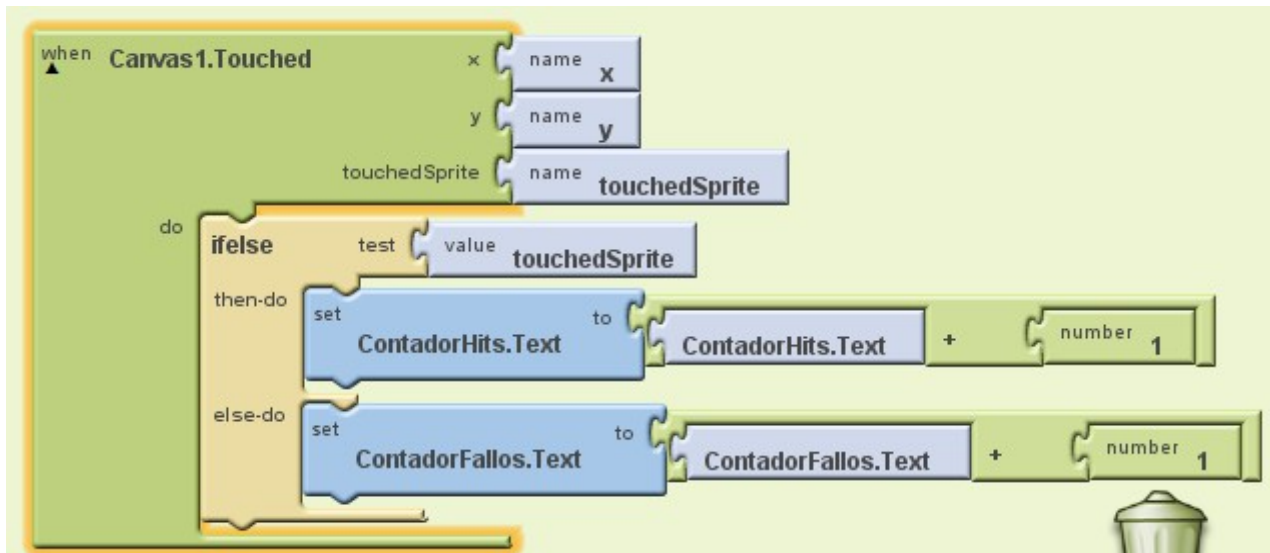 when Canvas1.Touched x name x
y name y
touchedSprite name touchedSprite
do ifelse test value touchedSprite
then-do set ContadorHits.Text to ContadorHits.Text + number 1
else-do set ContadorFallos.Text to ContadorFallos.Text + number 1